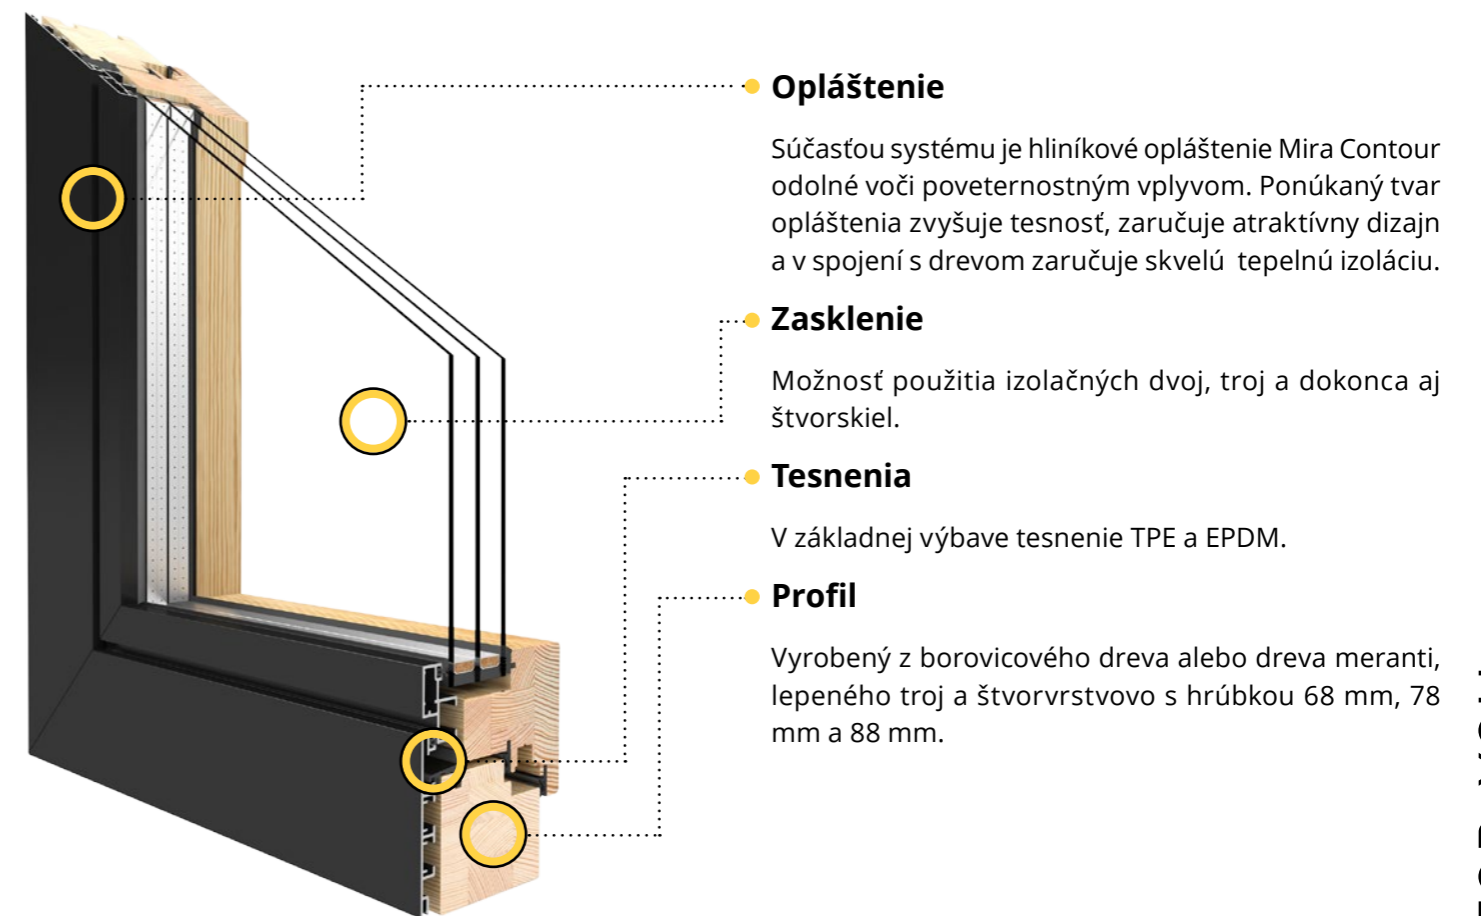 Opláštenie
Súčasťou systému je hliníkové opláštenie Mira Contour
odolné voči poveternostným vplyvom. Ponúkaný tvar
opláštenia zvyšuje tesnosť, zaručuje atraktívny dizajn
a v spojení s drevom zaručuje skvelú  tepelnú izoláciu.
Zasklenie
Možnosť použitia izolačných dvoj, troj a dokonca aj
štvorskiel.
Tesnenia
V základnej výbave tesnenie TPE a EPDM.
Profil
Vyrobený z borovicového dreva alebo dreva meranti,
lepeného troj a štvorvrstvovo s hrúbkou 68 mm, 78
mm a 88 mm.